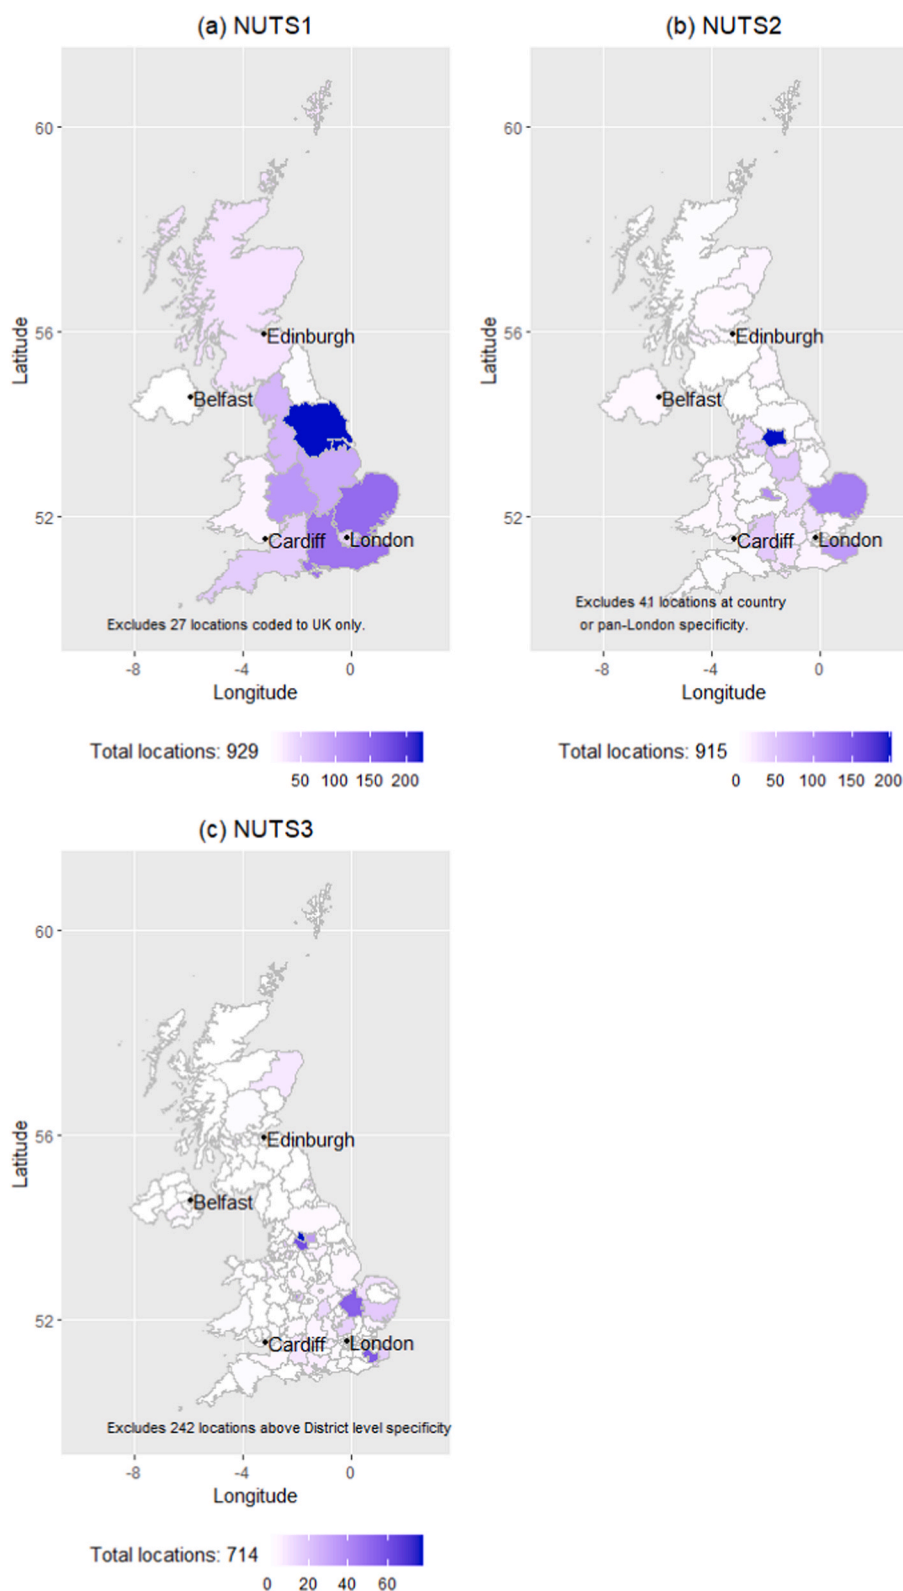 (a) NUTS1
60
56
52
Latitude
Edinburgh
Belfast
Cardiff
London
Excludes 27 locations coded to UK only.
-8 -4 0
Longitude
Total locations: 929
50 100 150 200
(b) NUTS2
60
56
52
Latitude
Edinburgh
Belfast
Cardiff
London
Excludes 41 locations at country
or pan-London specificity.
-8 -4 0
Longitude
Total locations: 915
0 50 100 150 200
(c) NUTS3
60
56
52
Latitude
Edinburgh
Belfast
Cardiff
London
Excludes 242 locations above District level specificity
-8 -4 0
Longitude
Total locations: 714
0 20 40 60